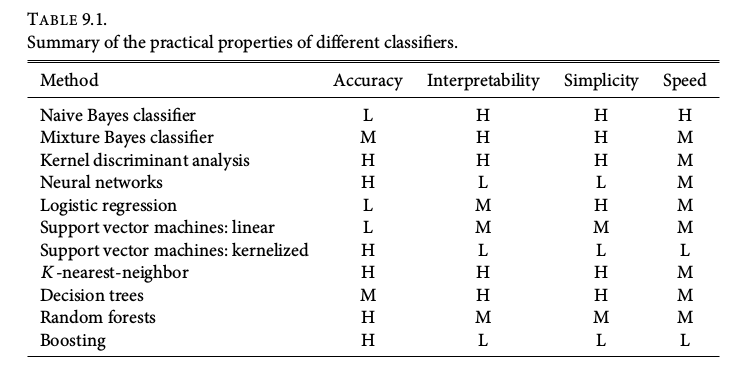 TABLE 9.1.
Summary of the practical properties of different classifiers.
Method Accuracy Interpretability Simplicity Speed
Naive Bayes classifier L H H H
Mixture Bayes classifier M H H M
Kernel discriminant analysis H H H M
Neural networks H L L M
Logistic regression L M H M
Support vector machines: linear L M M M
Support vector machines: kernelized H L L L
K-nearest-neighbor H H H M
Decision trees M H H M
Random forests H M M M
Boosting H L L L